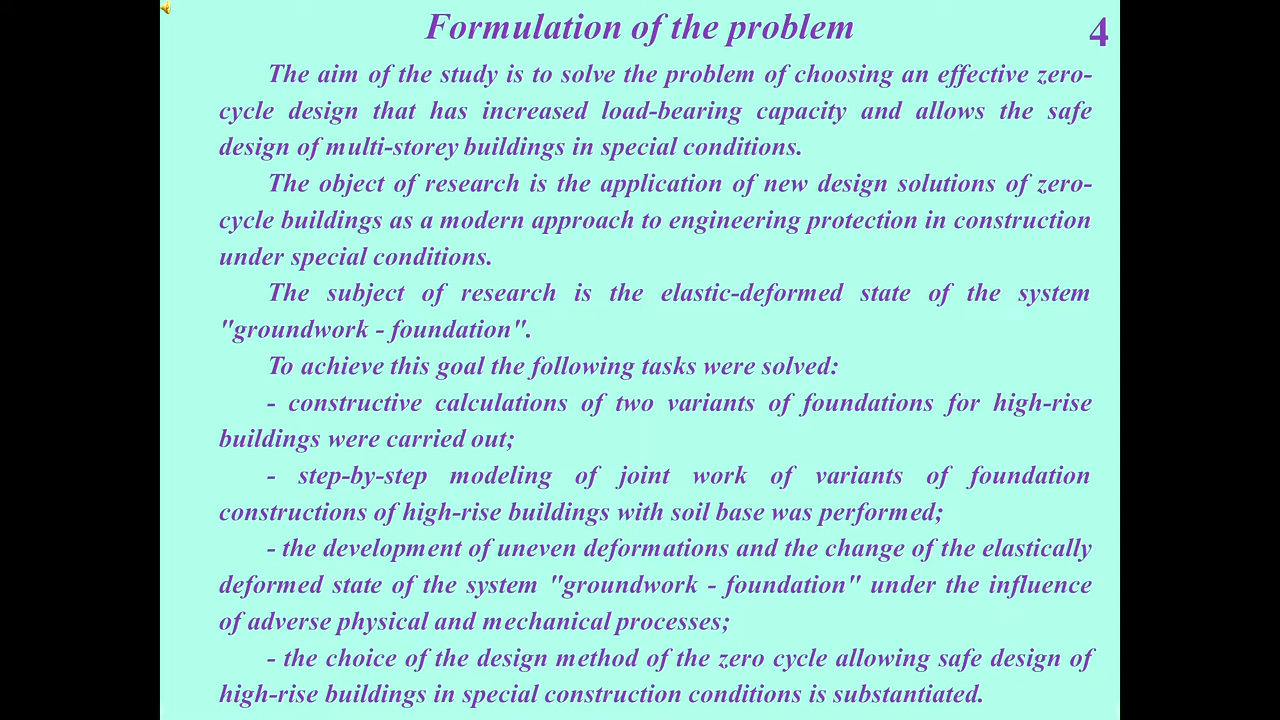 Formulation of the problem
4
The aim of the study is to solve the problem of choosing an effective zero-
cycle design that has increased load-bearing capacity and allows the safe
design of multi-storey buildings in special conditions.
The object of research is the application of new design solutions of zero-
cycle buildings as a modern approach to engineering protection in construction
under special conditions.
The subject of research is the elastic-deformed state of the system
"groundwork - foundation".
To achieve this goal the following tasks were solved:
- constructive calculations of two variants of foundations for high-rise
buildings were carried out;
- step-by-step modeling of joint work of variants of foundation
constructions of high-rise buildings with soil base was performed;
- the development of uneven deformations and the change of the elastically
deformed state of the system "groundwork - foundation" under the influence
of adverse physical and mechanical processes;
- the choice of the design method of the zero cycle allowing safe design of
high-rise buildings in special construction conditions is substantiated.